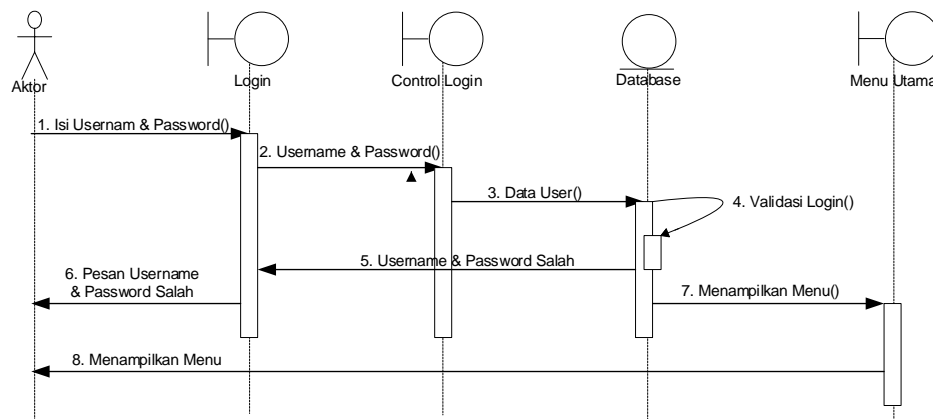 Aktor
Login
Control Login
Database
Menu Utama
1. Isi Usernam & Password()
2. Username & Password()
3. Data User()
4. Validasi Login()
5. Username & Password Salah
6. Pesan Username
& Password Salah
7. Menampilkan Menu()
8. Menampilkan Menu